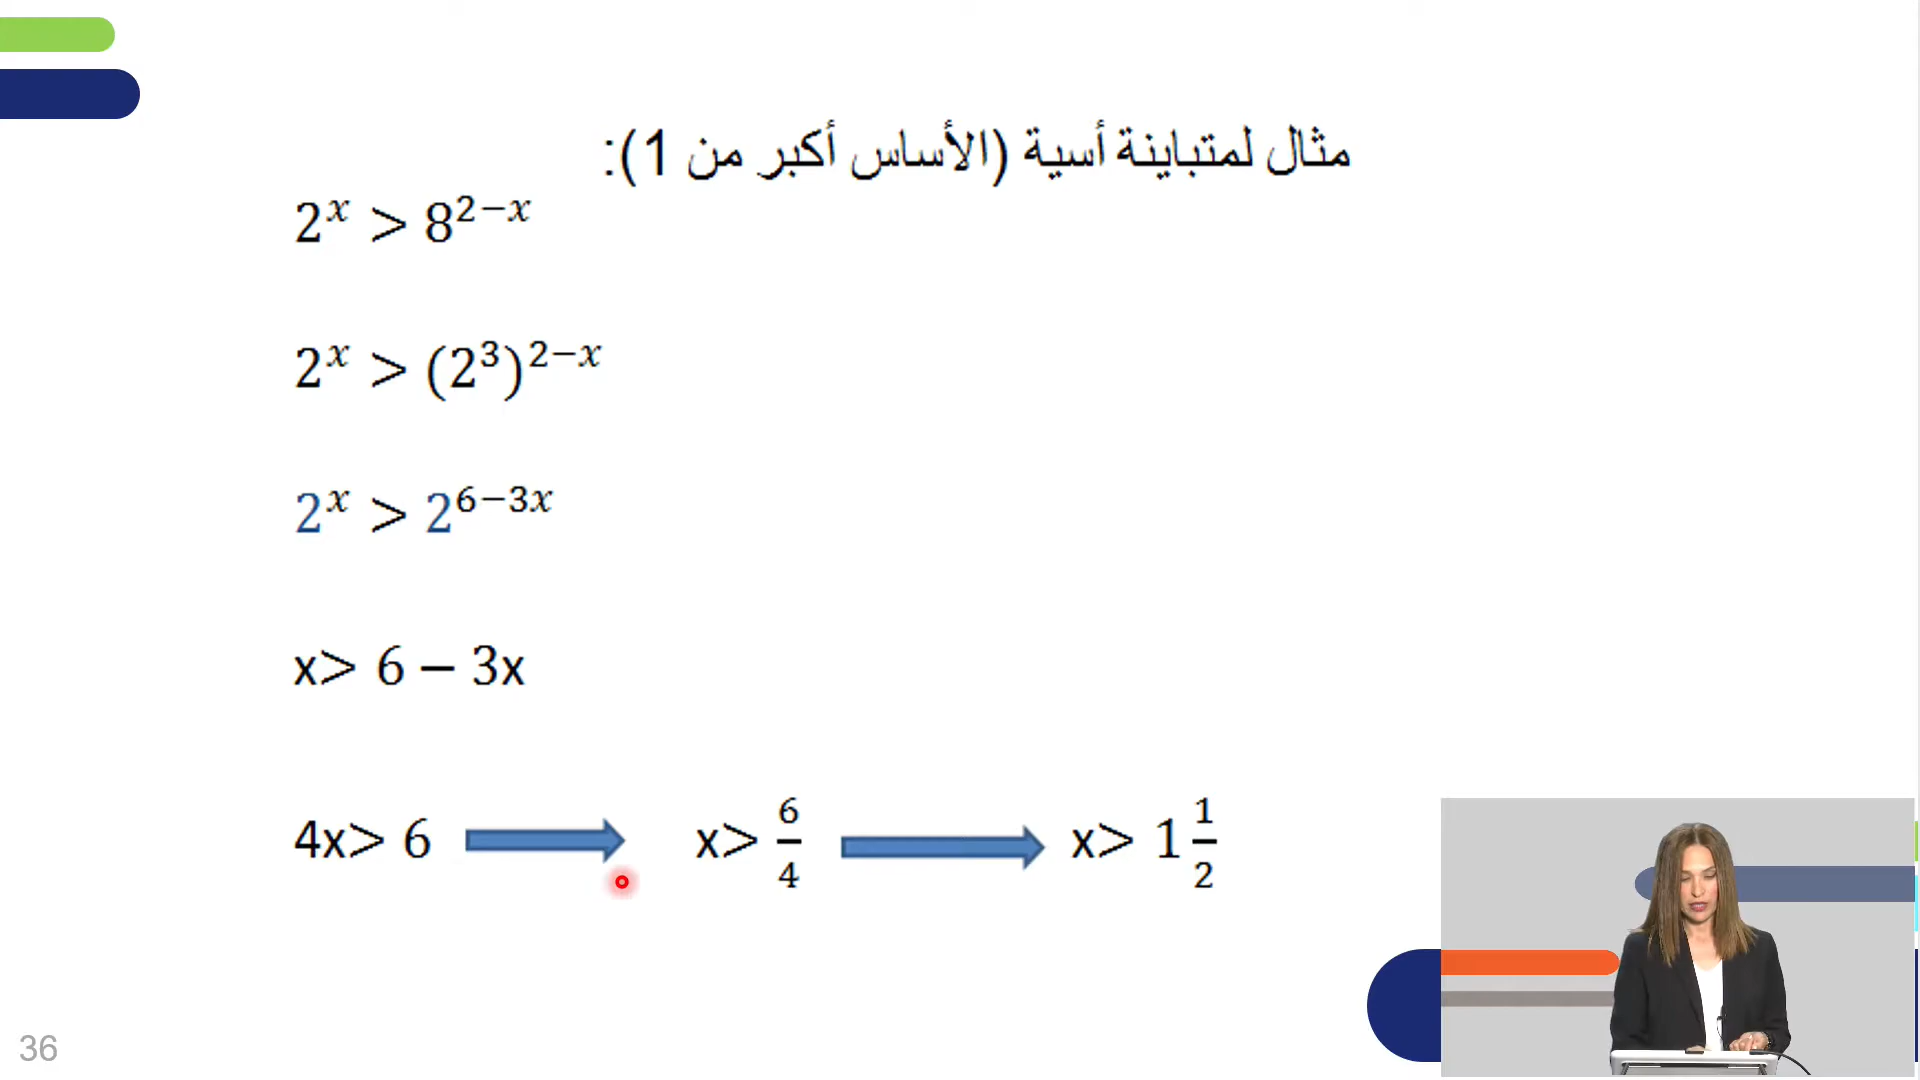 مثال لمتباينة أسية (الأساس أكبر من 1):
2^x > 8^{2−x}
2^x > (2^3)^{2−x}
2^x > 2^{6−3x}
x> 6 − 3x
4x> 6 x> 6/4 x> 1 1/2
36